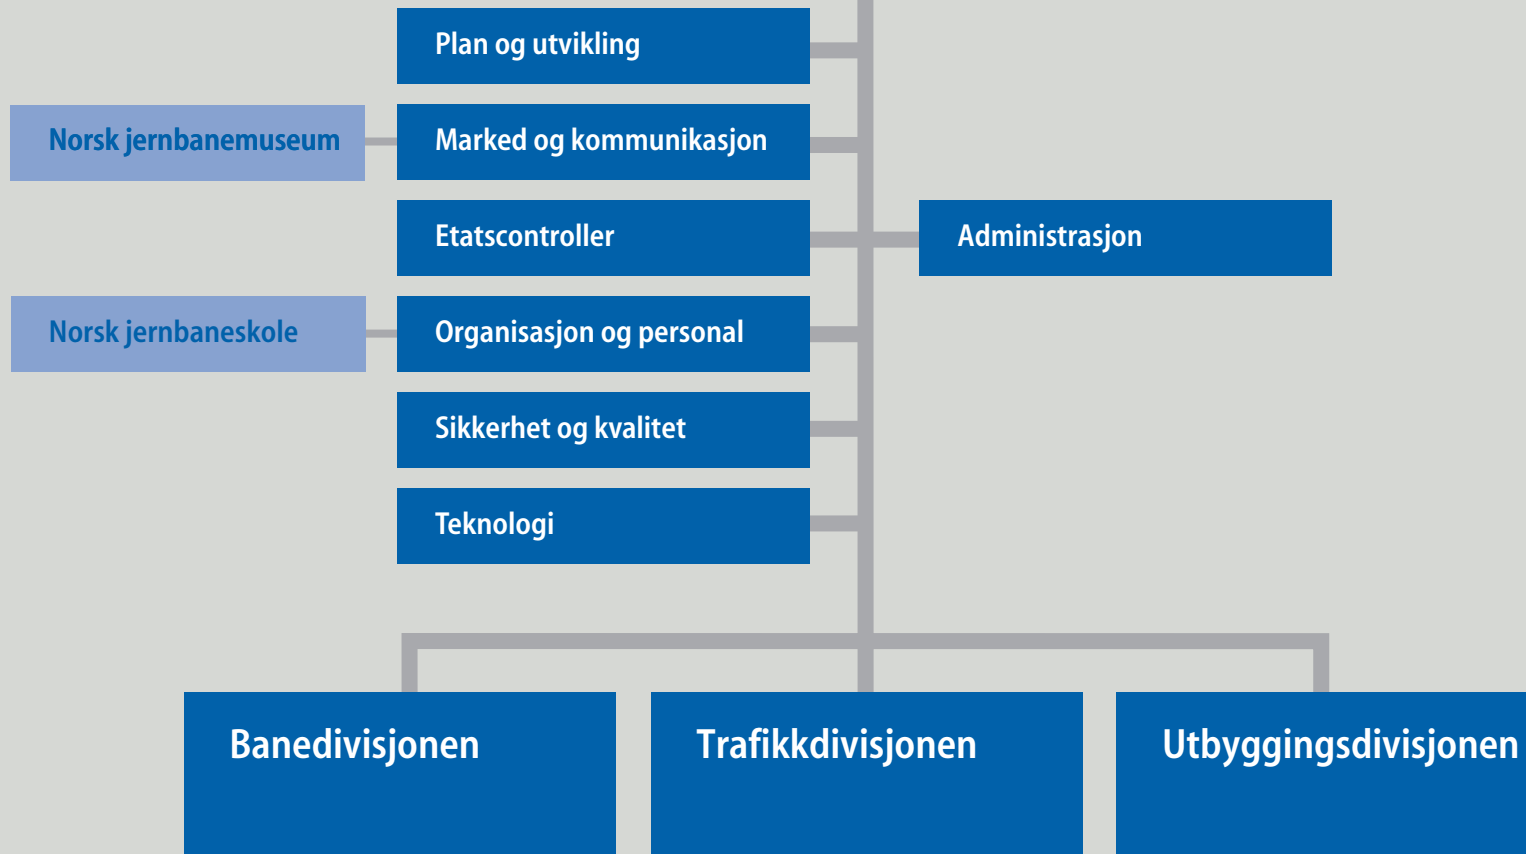 Plan og utvikling
Norsk jernbanemuseum
Marked og kommunikasjon
Etatscontroller
Administrasjon
Norsk jernbaneskole
Organisasjon og personal
Sikkerhet og kvalitet
Teknologi
Banedivisjonen
Trafikkdivisjonen
Utbyggingsdivisjonen